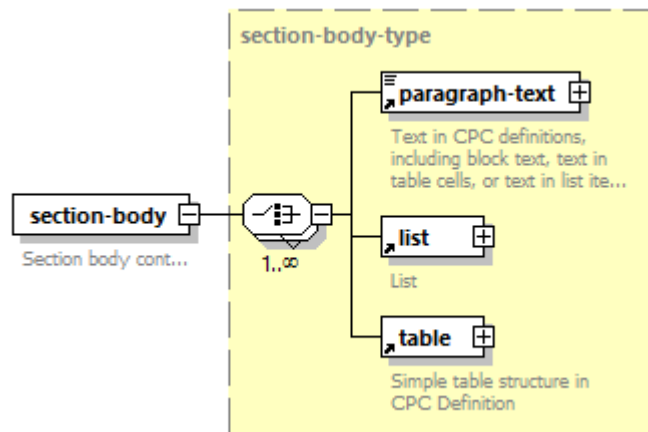 section-body-type
paragraph-text
Text in CPC definitions,
including block text, text in
table cells, or text in list ite...
section-body
Section body cont...
1..∞
list
List
table
Simple table structure in
CPC Definition